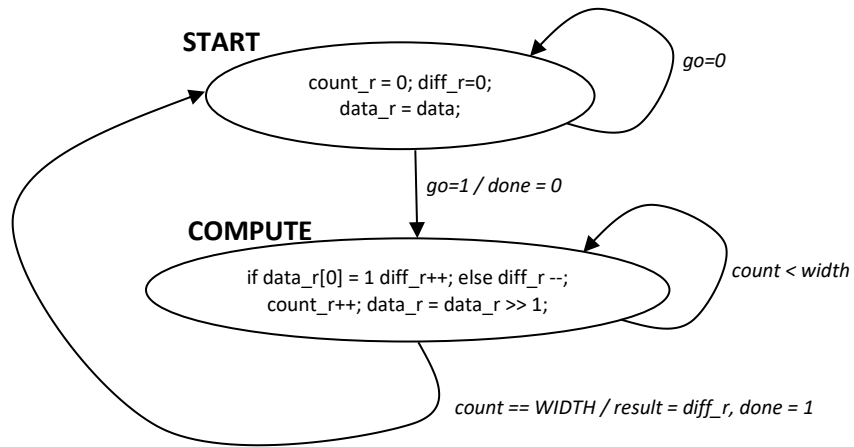 START
count_r = 0; diff_r=0;
data_r = data;
go=0
go=1 / done = 0
COMPUTE
if data_r[0] = 1 diff_r++; else diff_r --;
count_r++; data_r = data_r >> 1;
count < width
count == WIDTH / result = diff_r, done = 1